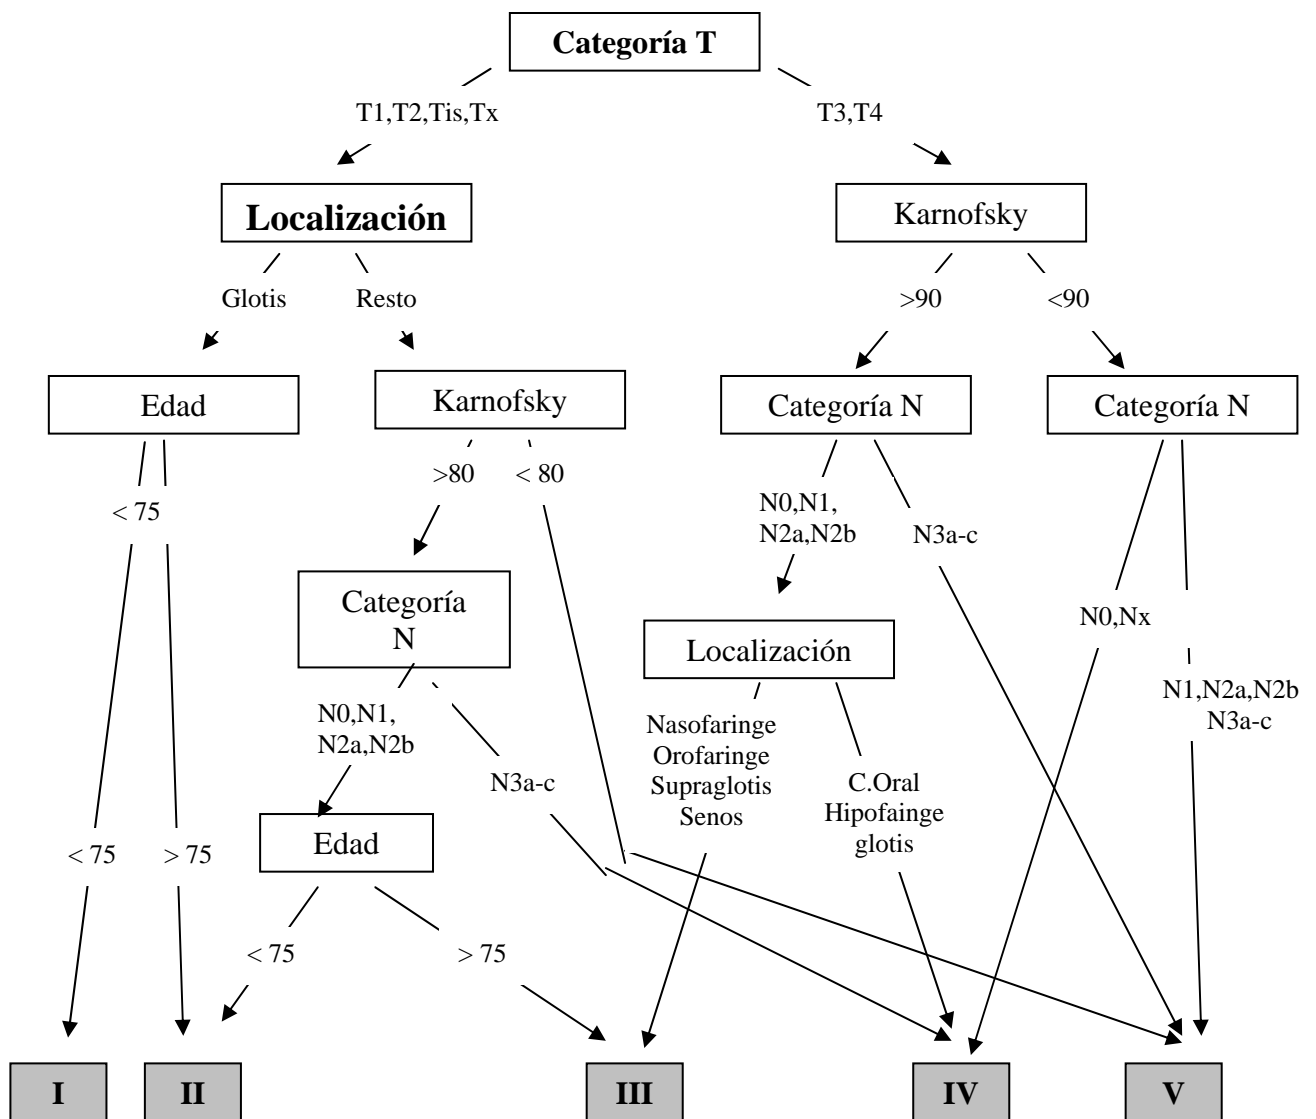 Categoría T
T1,T2,Tis,Tx
T3,T4
Localización
Karnofsky
Glotis
Resto
>90
<90
Edad
Karnofsky
Categoría N
Categoría N
>80
< 80
< 75
N0,N1,
N2a,N2b
N3a-c
Categoría
N
N0,Nx
Localización
N1,N2a,N2b
N3a-c
N0,N1,
N2a,N2b
Nasofaringe
Orofaringe
Supraglotis
Senos
N3a-c
C.Oral
Hipofainge
glotis
< 75
> 75
Edad
< 75
> 75
I
II
III
IV
V